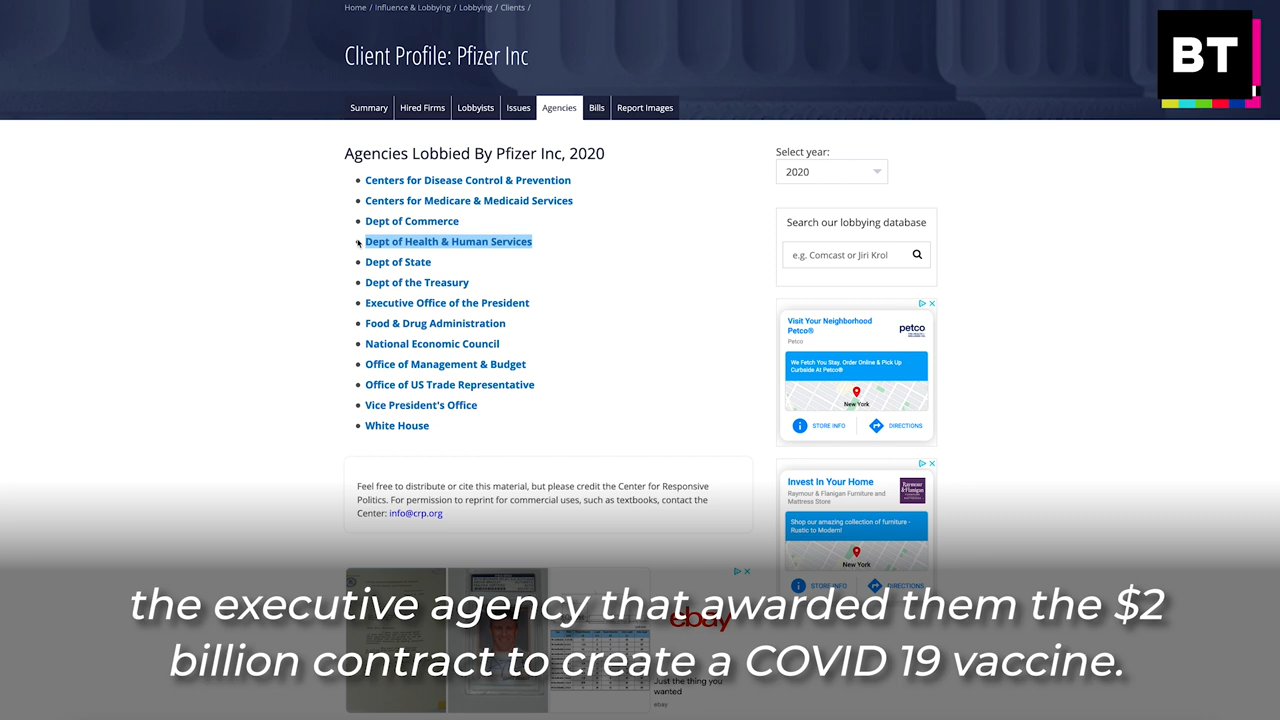 Home / Influence & Lobbying / Lobbying / Clients /
BT
Client Profile: Pfizer Inc
Summary
Hired Firms
Lobbyists
Issues
Agencies
Bills
Report Images
Agencies Lobbied By Pfizer Inc, 2020
Centers for Disease Control & Prevention
Centers for Medicare & Medicaid Services
Dept of Commerce
Dept of Health & Human Services
Dept of State
Dept of the Treasury
Executive Office of the President
Food & Drug Administration
National Economic Council
Office of Management & Budget
Office of US Trade Representative
Vice President's Office
White House
Select year:
2020
Search our lobbying database
e.g. Comcast or Jiri Krol
Visit Your Neighborhood
Petco®
petco
Petco
We Fetch You Stay. Order Online & Pick Up
Curbside At Petco®
New York
STORE INFO
DIRECTIONS
Feel free to distribute or cite this material, but please credit the Center for Responsive
Politics. For permission to reprint for commercial uses, such as textbooks, contact the
Center: info@crp.org
Invest In Your Home
Raymour & Flanigan Furniture and
Mattress Store
Raymour
& Flanigan
Shop our amazing collection of furniture -
Rustic to Modern!
New York
STORE INFO
DIRECTIONS
ebay
Just the thing you
wanted
ebay
the executive agency that awarded them the $2
billion contract to create a COVID 19 vaccine.